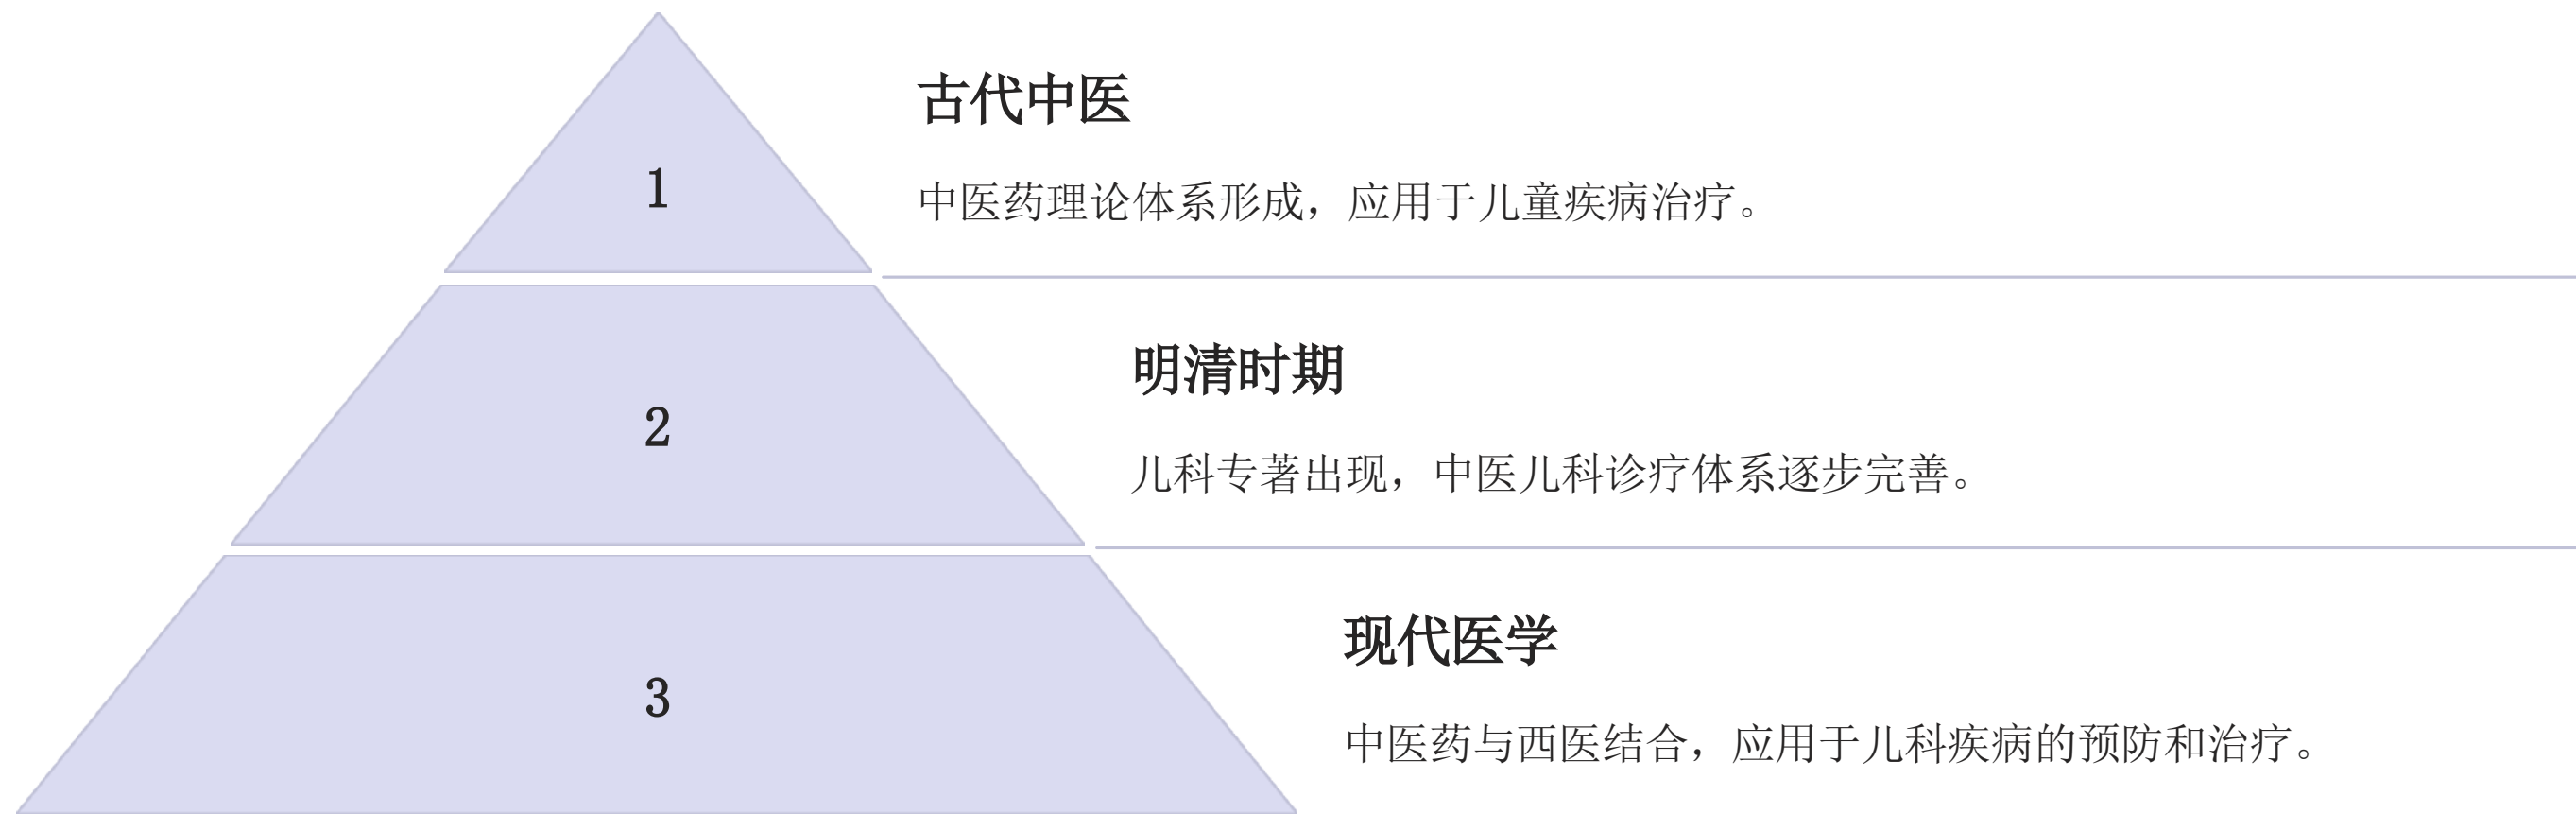 古代中医
1
中医药理论体系形成，应用于儿童疾病治疗。
明清时期
2
儿科专著出现，中医儿科诊疗体系逐步完善。
现代医学
3
中医药与西医结合，应用于儿科疾病的预防和治疗。